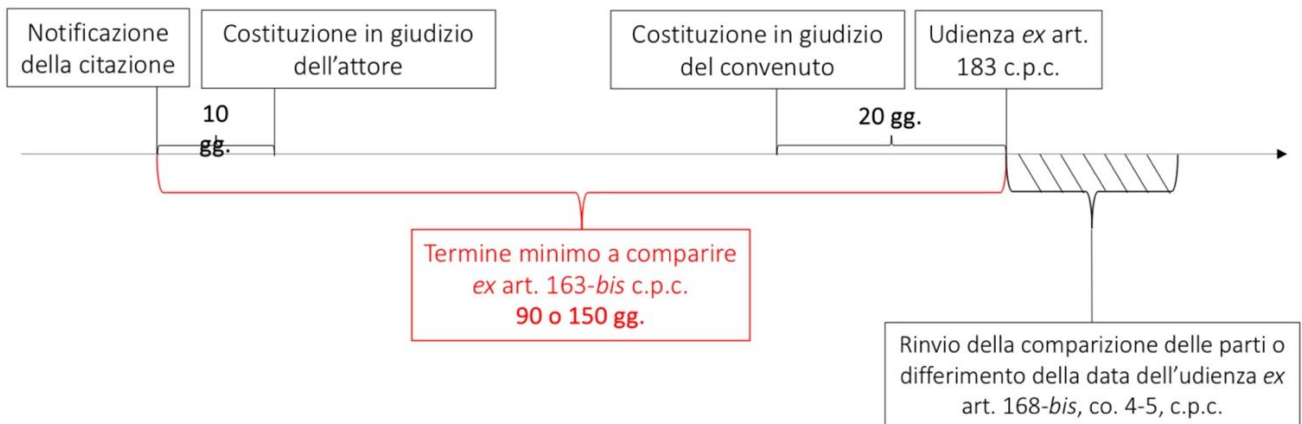 Notificazione
della citazione
Costituzione in giudizio
dell'attore
Costituzione in giudizio
del convenuto
Udienza ex art.
183 c.p.c.
10
gg.
20 gg.
Termine minimo a comparire
ex art. 163-bis c.p.c.
90 o 150 gg.
Rinvio della comparizione delle parti o
differimento della data dell'udienza ex
art. 168-bis, co. 4-5, c.p.c.